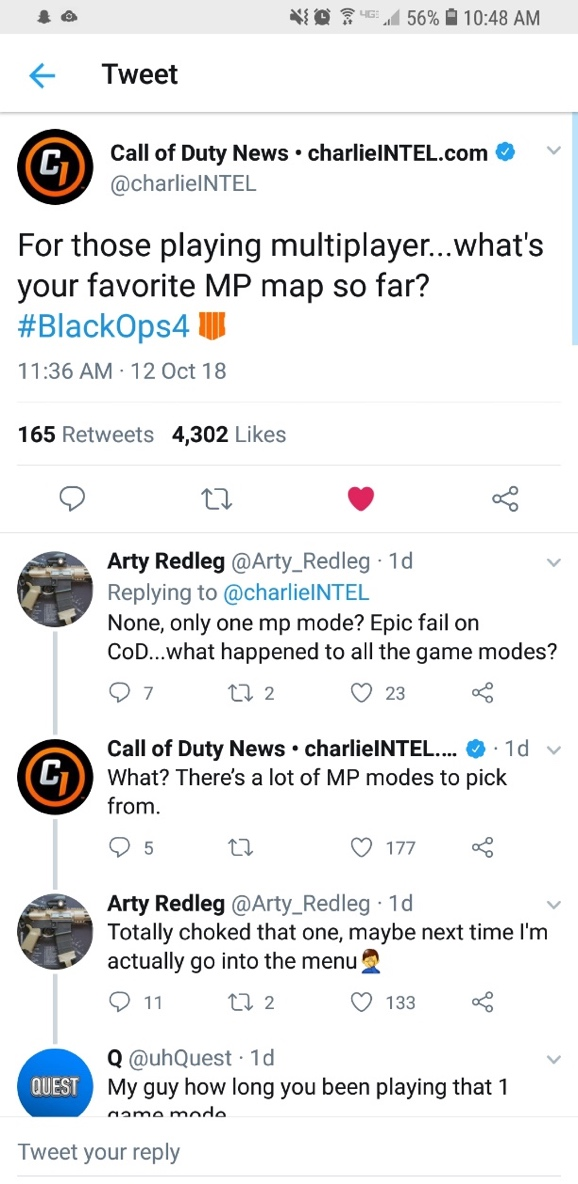 4G 56% 10:48 AM
Tweet
Call of Duty News • charlieINTEL.com
@charlieINTEL
For those playing multiplayer...what's
your favorite MP map so far?
#BlackOps4
11:36 AM · 12 Oct 18
165 Retweets 4,302 Likes
Arty Redleg @Arty_Redleg · 1d
Replying to @charlieINTEL
None, only one mp mode? Epic fail on
CoD...what happened to all the game modes?
7 2 23
Call of Duty News • charlieINTEL.... · 1d
What? There's a lot of MP modes to pick
from.
5 177
Arty Redleg @Arty_Redleg · 1d
Totally choked that one, maybe next time I'm
actually go into the menu🤦‍♂️
11 2 133
QUEST
Q @uhQuest · 1d
My guy how long you been playing that 1
game mode
Tweet your reply